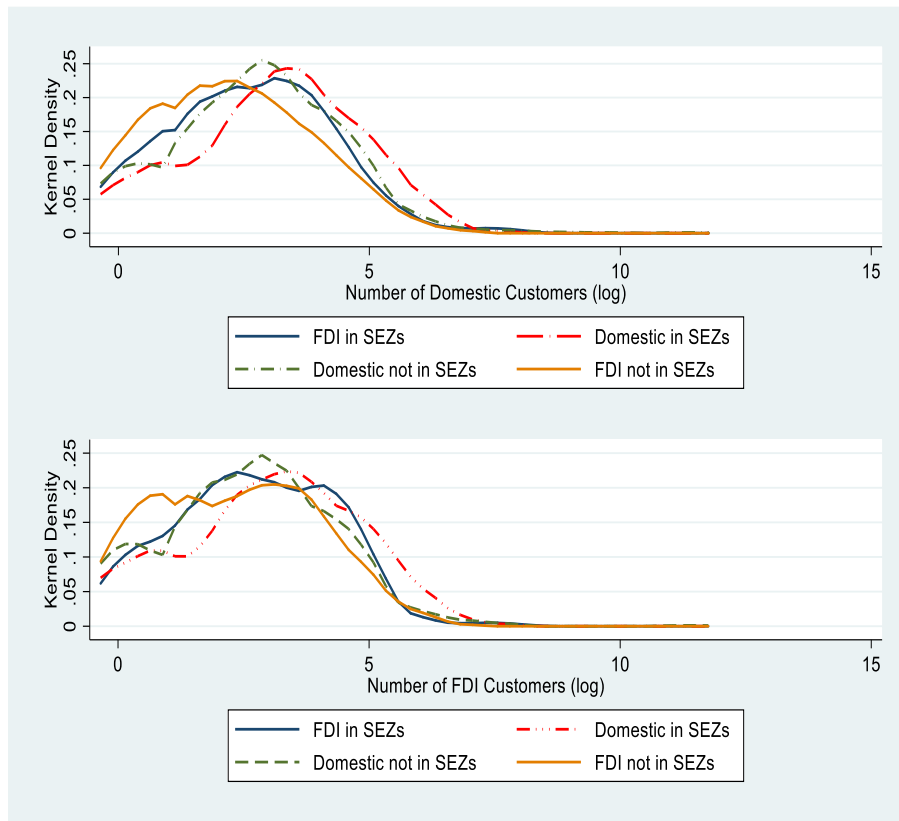 Kernel Density
.25
.2
.15
.1
.05
0
0 5 10 15
Number of Domestic Customers (log)
FDI in SEZs Domestic in SEZs
Domestic not in SEZs FDI not in SEZs
Kernel Density
.25
.2
.15
.1
.05
0
0 5 10 15
Number of FDI Customers (log)
FDI in SEZs Domestic in SEZs
Domestic not in SEZs FDI not in SEZs